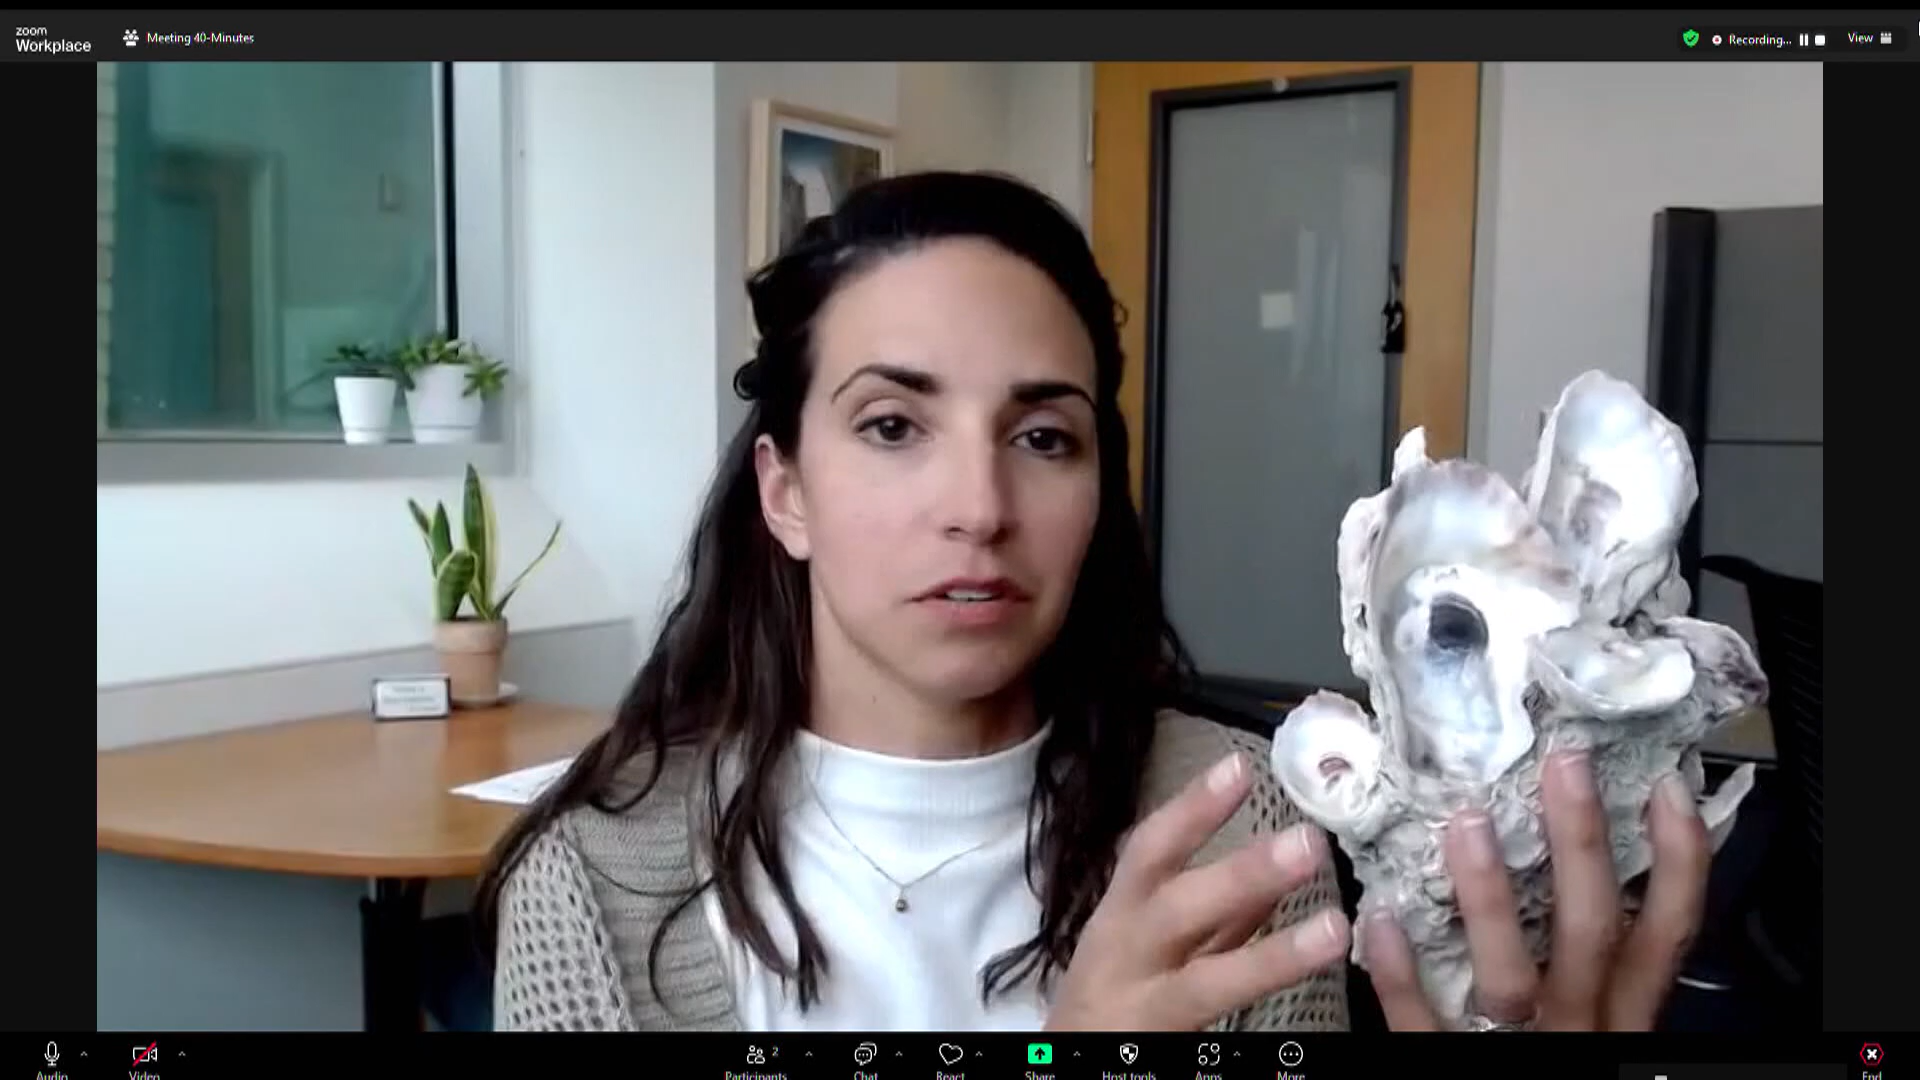 zoom
Workplace
Meeting 40-Minutes
Recording...
View
Audio
Video
Participants
2
Chat
React
Share
Host tools
Apps
More
End